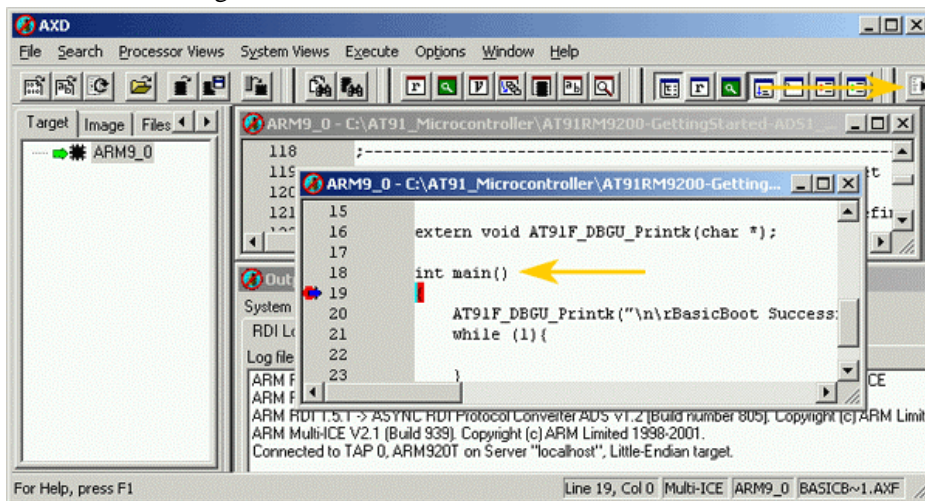 AXD
File Search Processor Views System Views Execute Options Window Help
Target Image Files
ARM9_0
ARM9_0 - C:\AT91_Microcontroller\AT91RM9200-GettingStarted-ADS1_...
118 ;----------------------------------------------------------
119
120
121
ARM9_0 - C:\AT91_Microcontroller\AT91RM9200-Getting...
15
16 extern void AT91F_DBGU_Printk(char *);
17
18 int main()
19 {
20 AT91F_DBGU_Printk("\n\rBasicBoot Success
21 while (1){
22
23 }
System
RDI Lo
Log file
ARM RDI 1.5.1 -> ASYNC RDI Protocol Converter ADS v1.2 [Build number 805]. Copyright (c) ARM Limit
ARM Multi-ICE V2.1 (Build 939). Copyright (c) ARM Limited 1998-2001.
Connected to TAP 0, ARM920T on Server "localhost", Little-Endian target.
For Help, press F1
Line 19, Col 0 Multi-ICE ARM9_0 BASICB~1.AXF